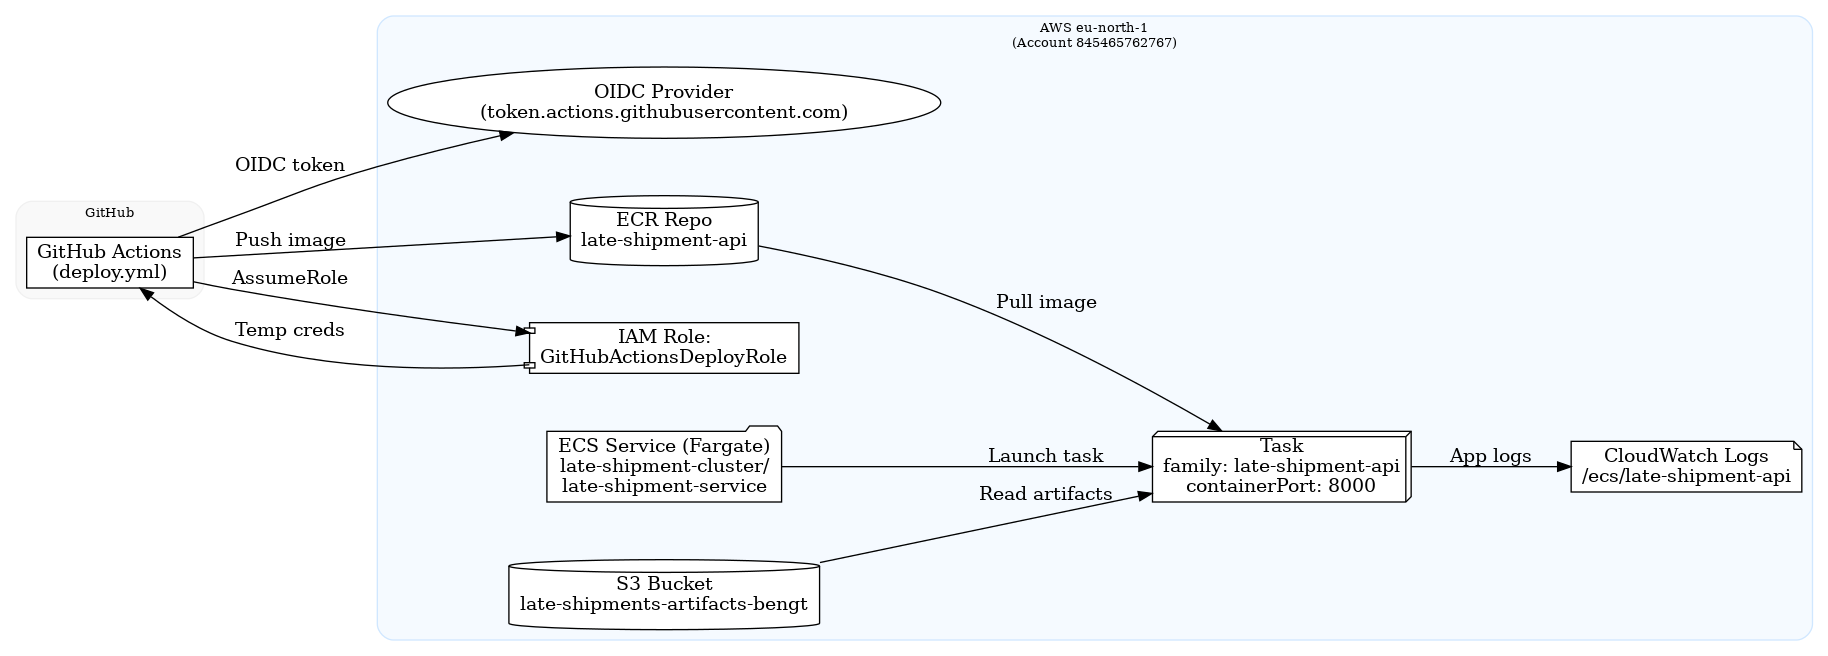 AWS eu-north-1
(Account 845465762767)
OIDC Provider
(token.actions.githubusercontent.com)
OIDC token
GitHub
GitHub Actions
(deploy.yml)
Push image
ECR Repo
late-shipment-api
AssumeRole
Temp creds
IAM Role:
GitHubActionsDeployRole
Pull image
ECS Service (Fargate)
late-shipment-cluster/
late-shipment-service
Launch task
Read artifacts
Task
family: late-shipment-api
containerPort: 8000
App logs
CloudWatch Logs
/ecs/late-shipment-api
S3 Bucket
late-shipments-artifacts-bengt